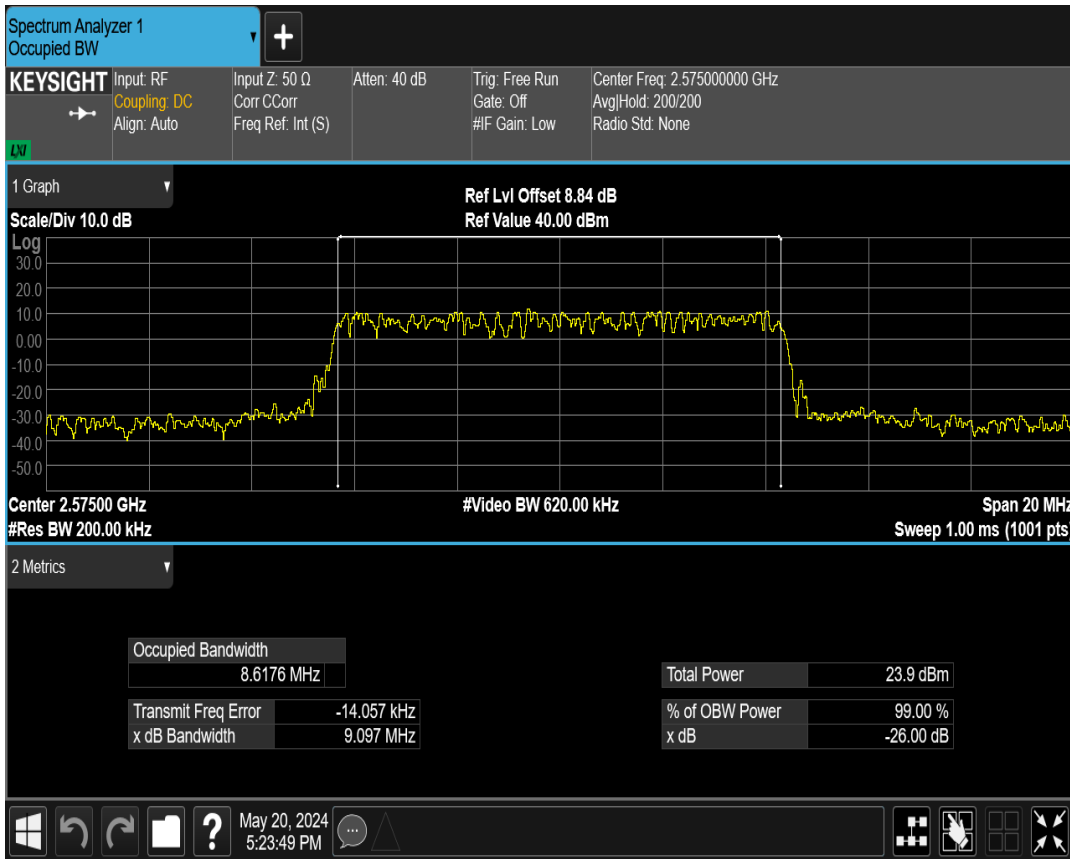 Spectrum Analyzer 1
Occupied BW
+
KEYSIGHT
LXI
Input: RF
Coupling: DC
Align: Auto
Input Z: 50 Ω
Corr CCorr
Freq Ref: Int (S)
Atten: 40 dB
Trig: Free Run
Gate: Off
#IF Gain: Low
Center Freq: 2.575000000 GHz
Avg|Hold: 200/200
Radio Std: None
1 Graph
Scale/Div 10.0 dB
Ref Lvl Offset 8.84 dB
Ref Value 40.00 dBm
Log
30.0
20.0
10.0
0.00
-10.0
-20.0
-30.0
-40.0
-50.0
Center 2.57500 GHz
#Video BW 620.00 kHz
Span 20 MHz
#Res BW 200.00 kHz
Sweep 1.00 ms (1001 pts)
2 Metrics
Occupied Bandwidth
8.6176 MHz
Transmit Freq Error -14.057 kHz
x dB Bandwidth 9.097 MHz
Total Power 23.9 dBm
% of OBW Power 99.00 %
x dB -26.00 dB
?
May 20, 2024
5:23:49 PM